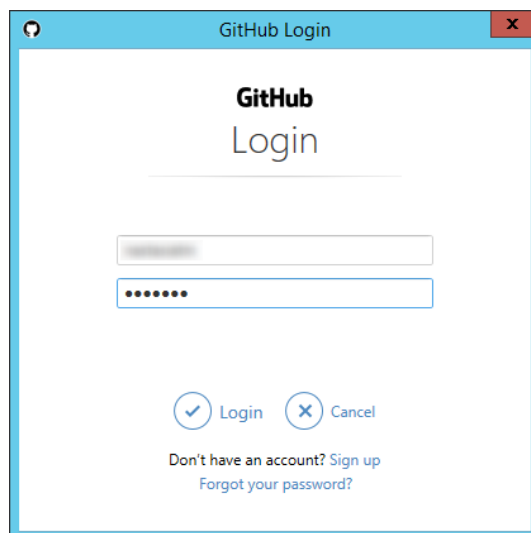 GitHub Login
x
GitHub
Login
•••••••
Login Cancel
Don't have an account? Sign up
Forgot your password?